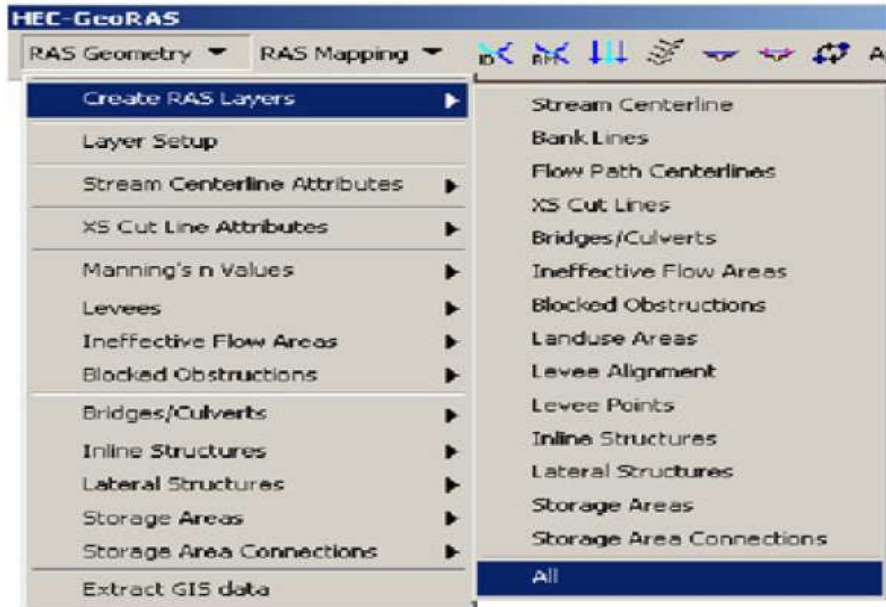 HEC-GeoRAS
RAS Geometry
RAS Mapping
ID
RM
A
Create RAS Layers
Layer Setup
Stream Centerline Attributes
XS Cut Line Attributes
Manning's n Values
Levees
Ineffective Flow Areas
Blocked Obstructions
Bridges/Culverts
Inline Structures
Lateral Structures
Storage Areas
Storage Area Connections
Extract GIS data
Stream Centerline
Bank Lines
Flow Path Centerlines
XS Cut Lines
Bridges/Culverts
Ineffective Flow Areas
Blocked Obstructions
Landuse Areas
Levee Alignment
Levee Points
Inline Structures
Lateral Structures
Storage Areas
Storage Area Connections
All